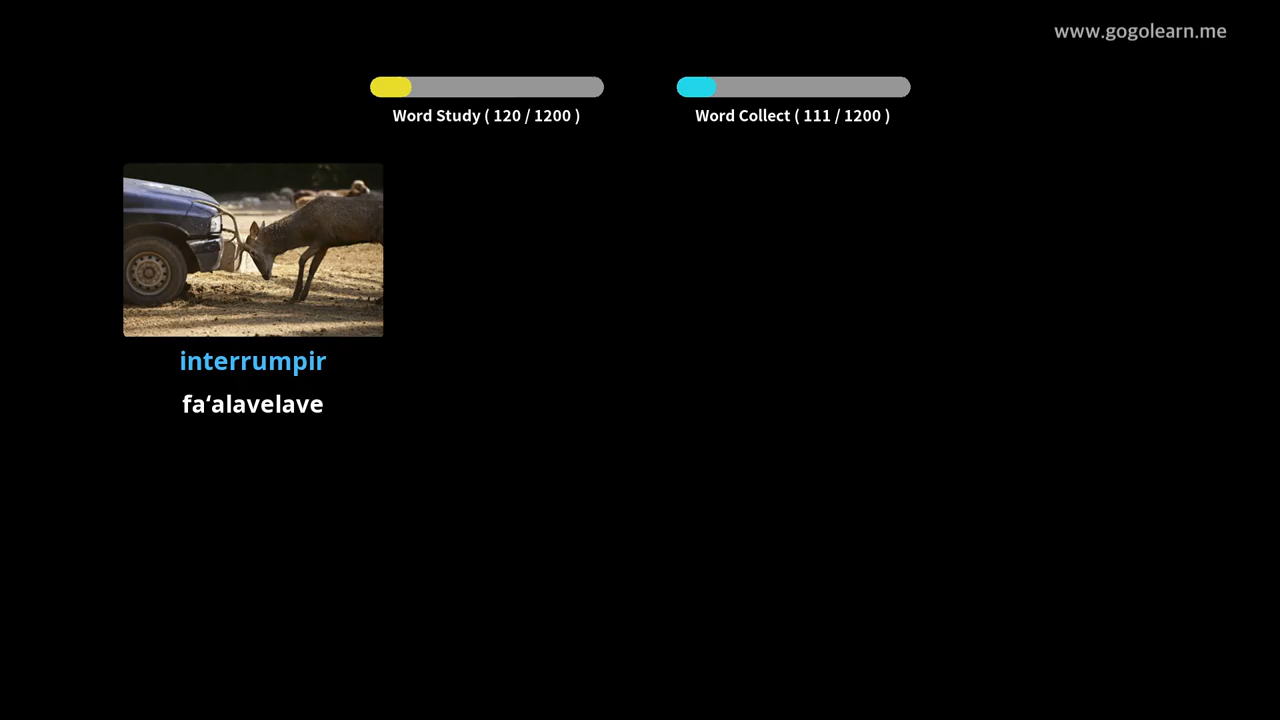 www.gogolearn.me
Word Study ( 120 / 1200 )
Word Collect ( 111 / 1200 )
interrumpir
fa‘alavelave